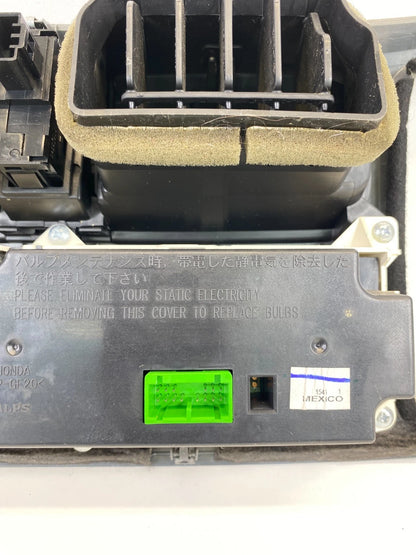 バルブメンテナンス時，帯電した静電気を除去した
後で作業して下さい
PLEASE ELIMINATE YOUR STATIC ELECTRICITY
BEFORE REMOVING THIS COVER TO REPLACE BULBS
HONDA
ALPS
MEXICO